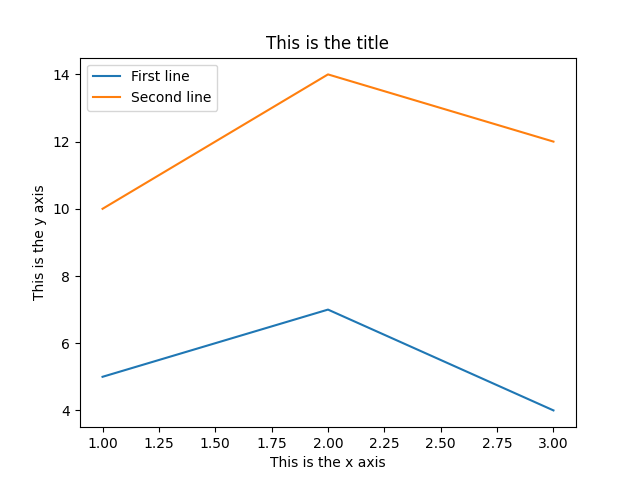 This is the title
First line
Second line
This is the y axis
14
12
10
8
6
4
1.00 1.25 1.50 1.75 2.00 2.25 2.50 2.75 3.00
This is the x axis